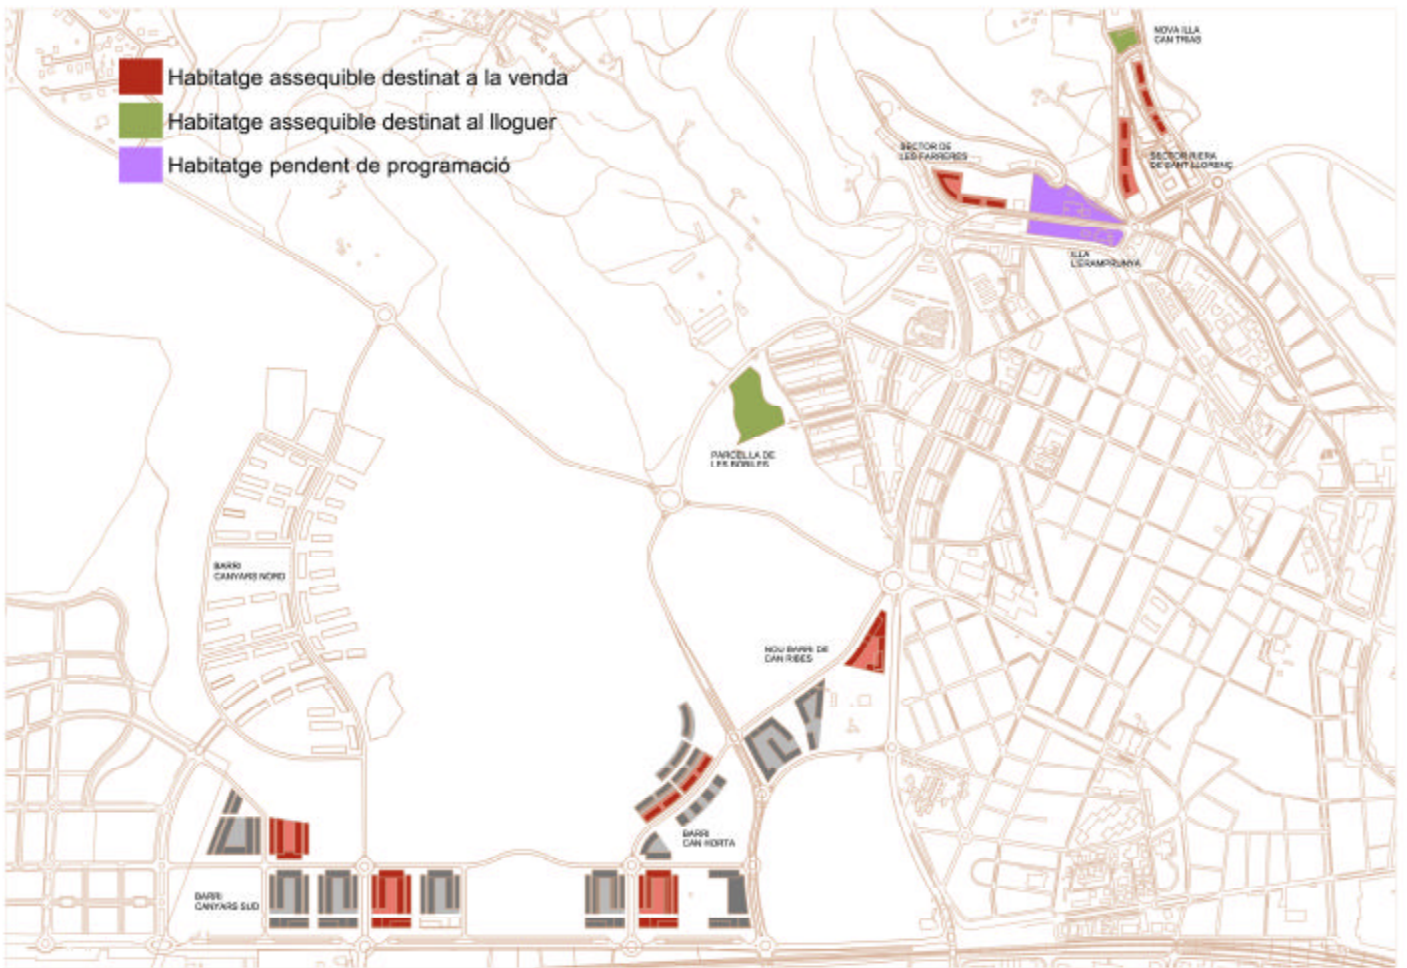 NOVA ILLA
CAN TRIAS
Habitatge assequible destinat a la venda
Habitatge assequible destinat al lloguer
Habitatge pendent de programació
SECTOR DE
LES FARRERES
SECTOR RIERA
DE SANT LLORENÇ
ILLA
L'ERAMPRUNYA
PARCELLA DE
LES BOBILES
BARRI
CANYARS NORD
NOU BARRI DE
CAN RIBES
BARRI
CAN HORTA
BARRI
CANYARS SUD